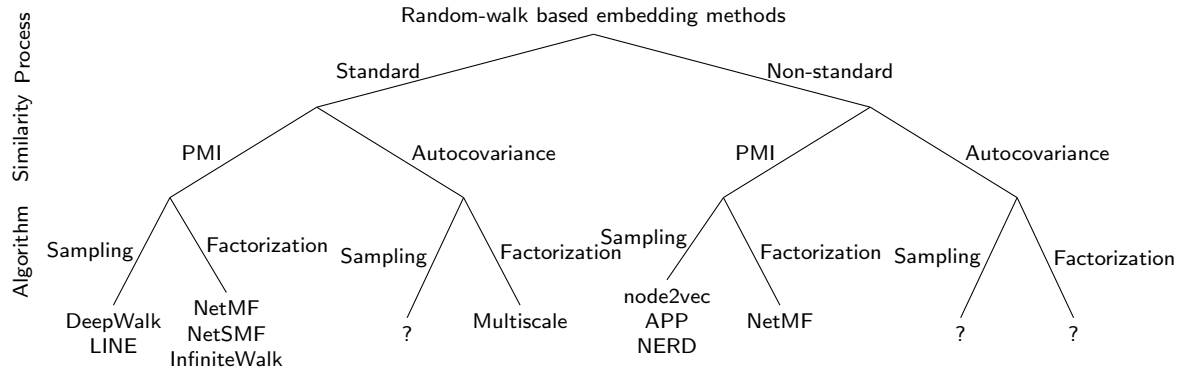 Random-walk based embedding methods
Process
Standard
Non-standard
Similarity
PMI
Autocovariance
PMI
Autocovariance
Algorithm
Sampling
Factorization
Sampling
Factorization
Sampling
Factorization
Sampling
Factorization
DeepWalk
LINE
NetMF
NetSMF
InfiniteWalk
?
Multiscale
node2vec
APP
NERD
NetMF
?
?